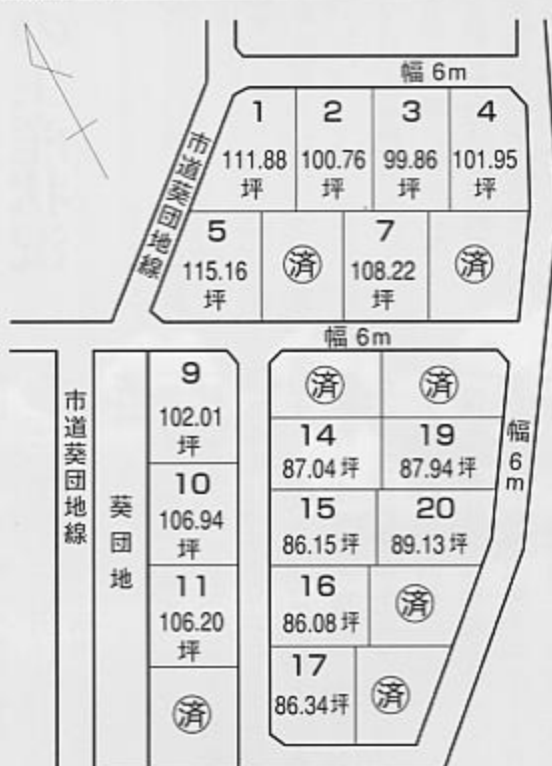 幅 6m
1
111.88
坪
2
100.76
坪
3
99.86
坪
4
101.95
坪
市道葵団地線
5
115.16
坪
済
7
108.22
坪
済
幅 6m
市道葵団地線
葵団地
9
102.01
坪
10
106.94
坪
11
106.20
坪
済
済
済
14
87.04坪
19
87.94坪
15
86.15坪
20
89.13坪
16
86.08坪
済
17
86.34坪
済
幅6m